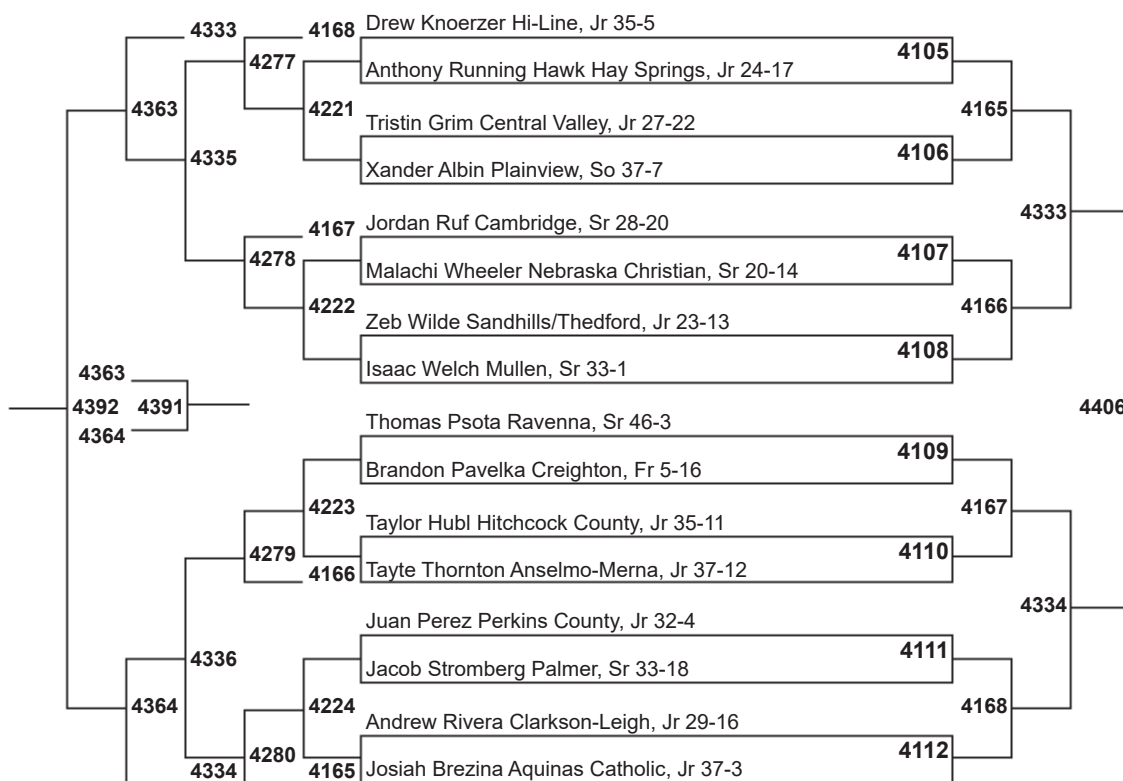 4333 4168 Drew Knoerzer Hi-Line, Jr 35-5
4277 4105
Anthony Running Hawk Hay Springs, Jr 24-17
4363 4221 4165
Tristin Grim Central Valley, Jr 27-22
4335 4106
Xander Albin Plainview, So 37-7
4333
4167 Jordan Ruf Cambridge, Sr 28-20
4278 4107
Malachi Wheeler Nebraska Christian, Sr 20-14
4222 4166
Zeb Wilde Sandhills/Thedford, Jr 23-13
4108
4363 Isaac Welch Mullen, Sr 33-1
4392 4391 4406
4364 Thomas Psota Ravenna, Sr 46-3
4109
Brandon Pavelka Creighton, Fr 5-16
4223 4167
Taylor Hubl Hitchcock County, Jr 35-11
4279 4110
4166 Tayte Thornton Anselmo-Merna, Jr 37-12
4334
Juan Perez Perkins County, Jr 32-4
4336 4111
Jacob Stromberg Palmer, Sr 33-18
4364 4224 4168
Andrew Rivera Clarkson-Leigh, Jr 29-16
4280 4112
4334 4165 Josiah Brezina Aquinas Catholic, Jr 37-3